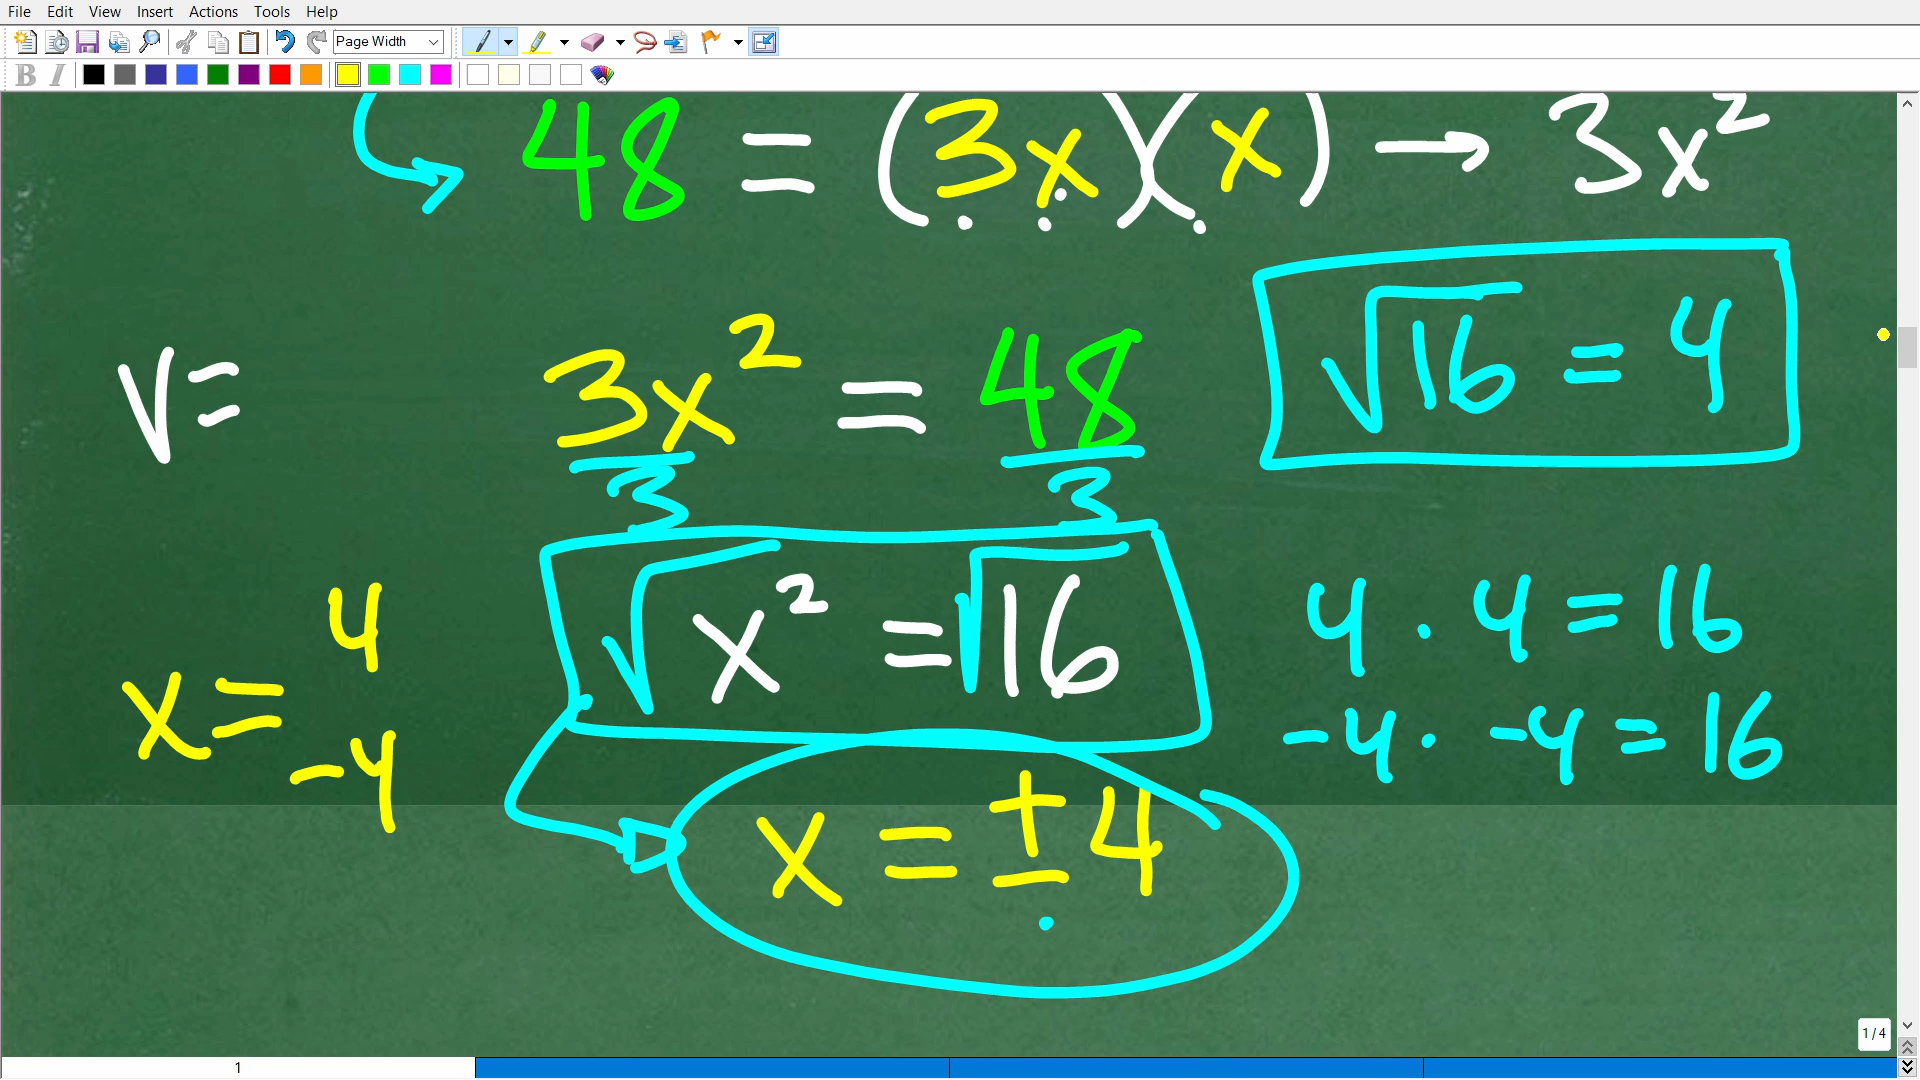 File Edit View Insert Actions Tools Help
Page Width
B I
48 = (3x)(x) → 3x²
√16 = 4
√=
3x² = 48
3 3
√x² = √16
4 · 4 = 16
4
x =
-4
-4 · -4 = 16
x = ±4
1 / 4
1